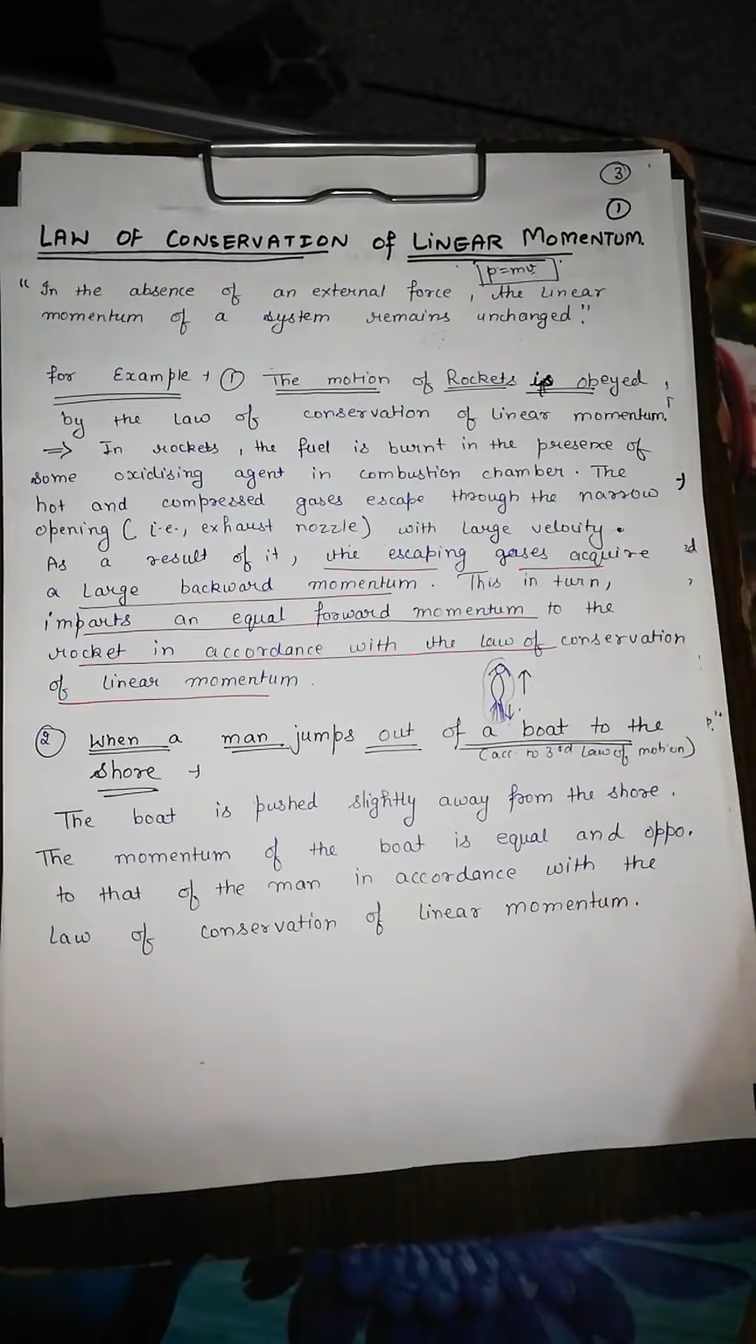 3
1
LAW OF CONSERVATION of LINEAR MOMENTUM.
p=mv
"In the absence of an external force, the linear
momentum of a system remains unchanged."
for Example → ① The motion of Rockets is obeyed,
by the Law of conservation of linear momentum.
⇒ In rockets, the fuel is burnt in the presense of
some oxidising agent in combustion chamber. The
hot and compressed gases escape through the narrow
opening (i.e., exhaust nozzle) with large velocity.
As a result of it, the escaping gases acquire
a large backward momentum. This in turn,
imparts an equal forward momentum to the
rocket in accordance with the law of conservation
of linear momentum.
② When a man jumps out of a boat to the
(acc. to 3rd Law of motion)
shore →
The boat is pushed slightly away from the shore.
The momentum of the boat is equal and oppo.
to that of the man in accordance with the
Law of conservation of linear momentum.